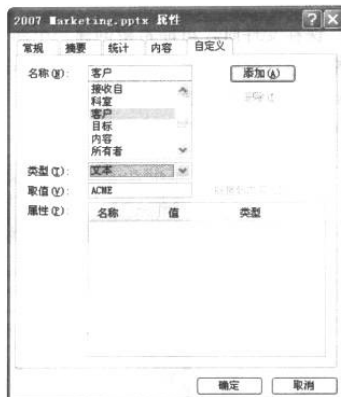 2007 Marketing.pptx 属性
常规 摘要 统计 内容 自定义
名称(N): 客户 添加(A)
接收自
科室
客户
目标
内容
所有者
类型(T): 文本
取值(V): ACME
属性(P): 名称 值 类型
确定 取消